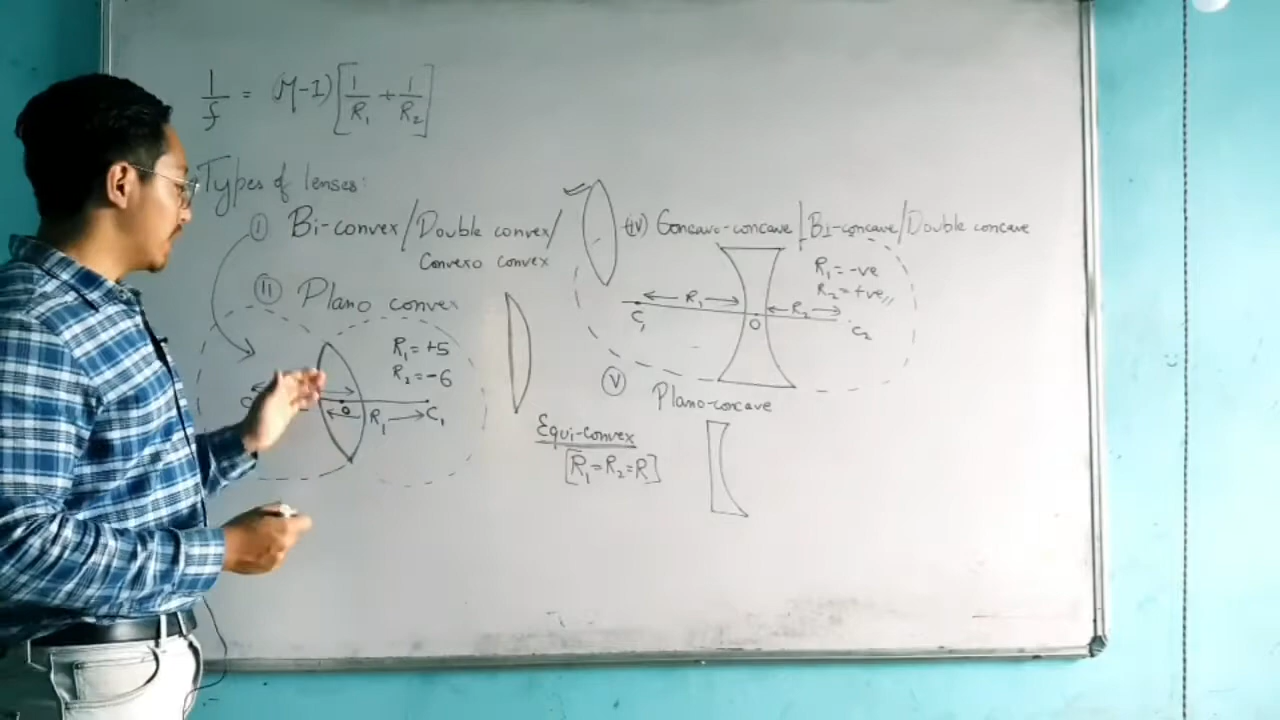 1/f = (μ-1)[1/R₁ + 1/R₂]
Types of lenses:
I Bi-convex/Double convex/
Convexo convex
II Plano convex
R₁ = +5
R₂ = -6
O
R₁
C₁
Equi-convex
[R₁=R₂=R]
iv) Concavo-concave|Bi-concave/Double concave
R₁ = -ve
R₂ = +ve
R₁
R₂
C₁
O
C₂
V
Plano-concave